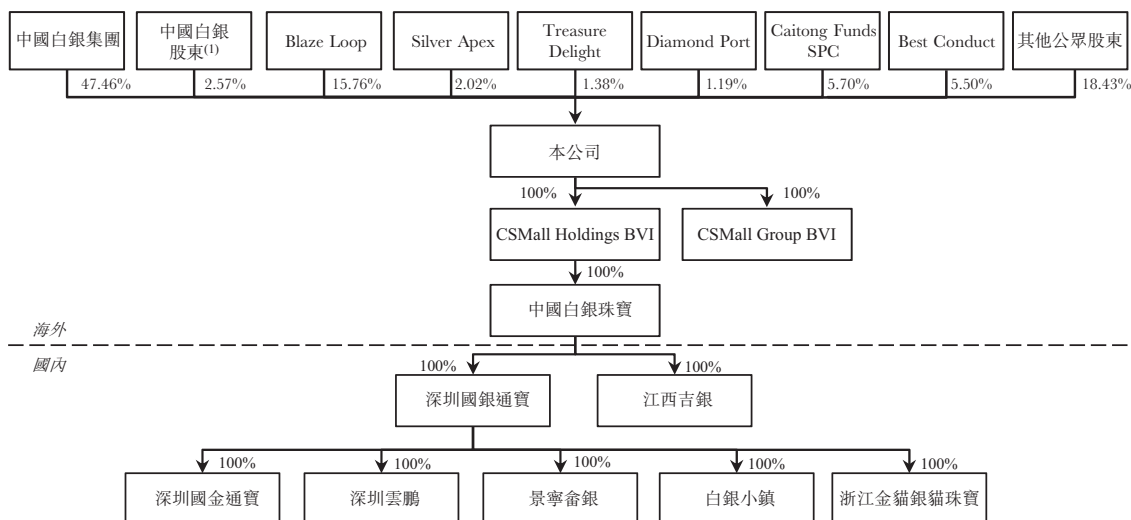 中國白銀集團
中國白銀
股東(1)
Blaze Loop
Silver Apex
Treasure
Delight
Diamond Port
Caitong Funds
SPC
Best Conduct
其他公眾股東
47.46%
2.57%
15.76%
2.02%
1.38%
1.19%
5.70%
5.50%
18.43%
本公司
100%
100%
CSMall Holdings BVI
CSMall Group BVI
100%
中國白銀珠寶
海外
國內
100%
100%
深圳國銀通寶
江西吉銀
100%
100%
100%
100%
100%
深圳國金通寶
深圳雲鵬
景寧畬銀
白銀小鎮
浙江金貓銀貓珠寶